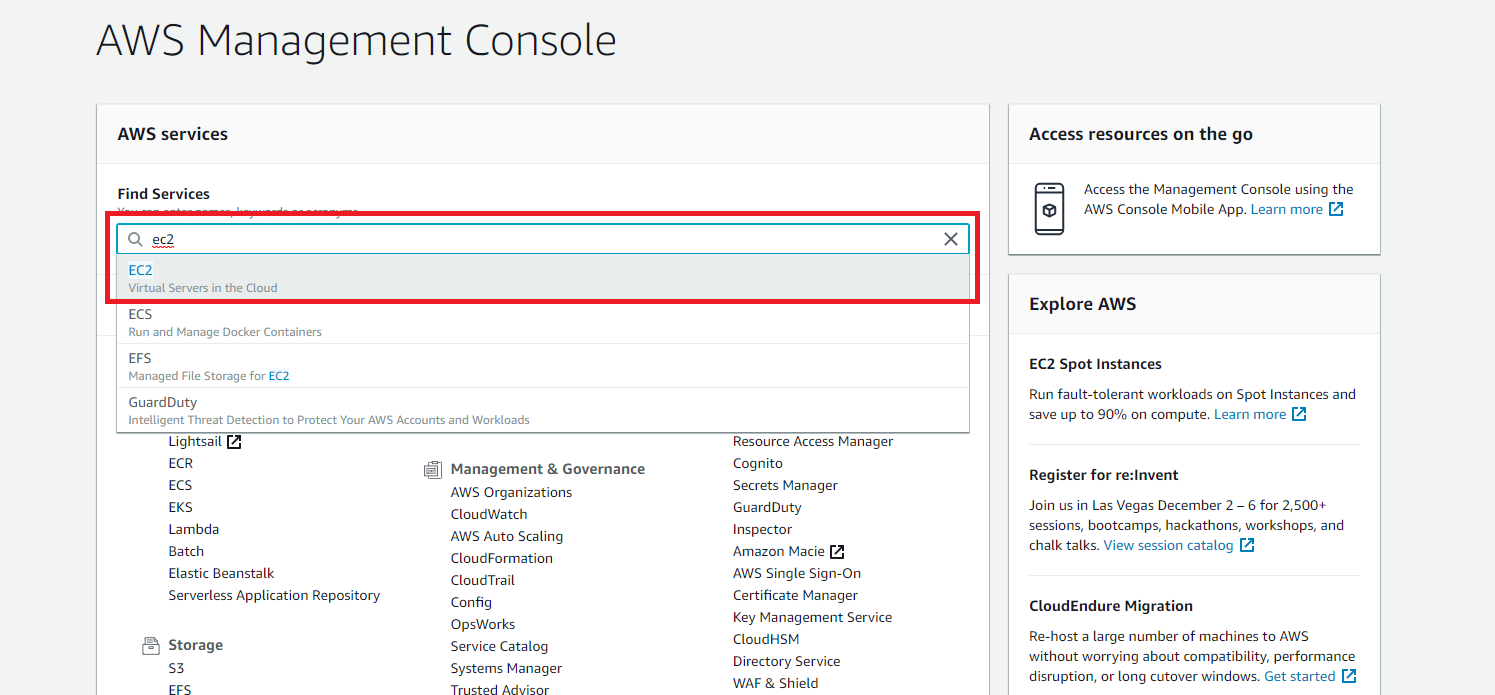 AWS Management Console
AWS services
Find Services
You can enter names, keywords or acronyms.
ec2
EC2
Virtual Servers in the Cloud
ECS
Run and Manage Docker Containers
EFS
Managed File Storage for EC2
GuardDuty
Intelligent Threat Detection to Protect Your AWS Accounts and Workloads
Lightsail
ECR
ECS
EKS
Lambda
Batch
Elastic Beanstalk
Serverless Application Repository
Storage
S3
EFS
Management & Governance
AWS Organizations
CloudWatch
AWS Auto Scaling
CloudFormation
CloudTrail
Config
OpsWorks
Service Catalog
Systems Manager
Trusted Advisor
Resource Access Manager
Cognito
Secrets Manager
GuardDuty
Inspector
Amazon Macie
AWS Single Sign-On
Certificate Manager
Key Management Service
CloudHSM
Directory Service
WAF & Shield
Access resources on the go
Access the Management Console using the
AWS Console Mobile App. Learn more
Explore AWS
EC2 Spot Instances
Run fault-tolerant workloads on Spot Instances and
save up to 90% on compute. Learn more
Register for re:Invent
Join us in Las Vegas December 2 – 6 for 2,500+
sessions, bootcamps, hackathons, workshops, and
chalk talks. View session catalog
CloudEndure Migration
Re-host a large number of machines to AWS
without worrying about compatibility, performance
disruption, or long cutover windows. Get started